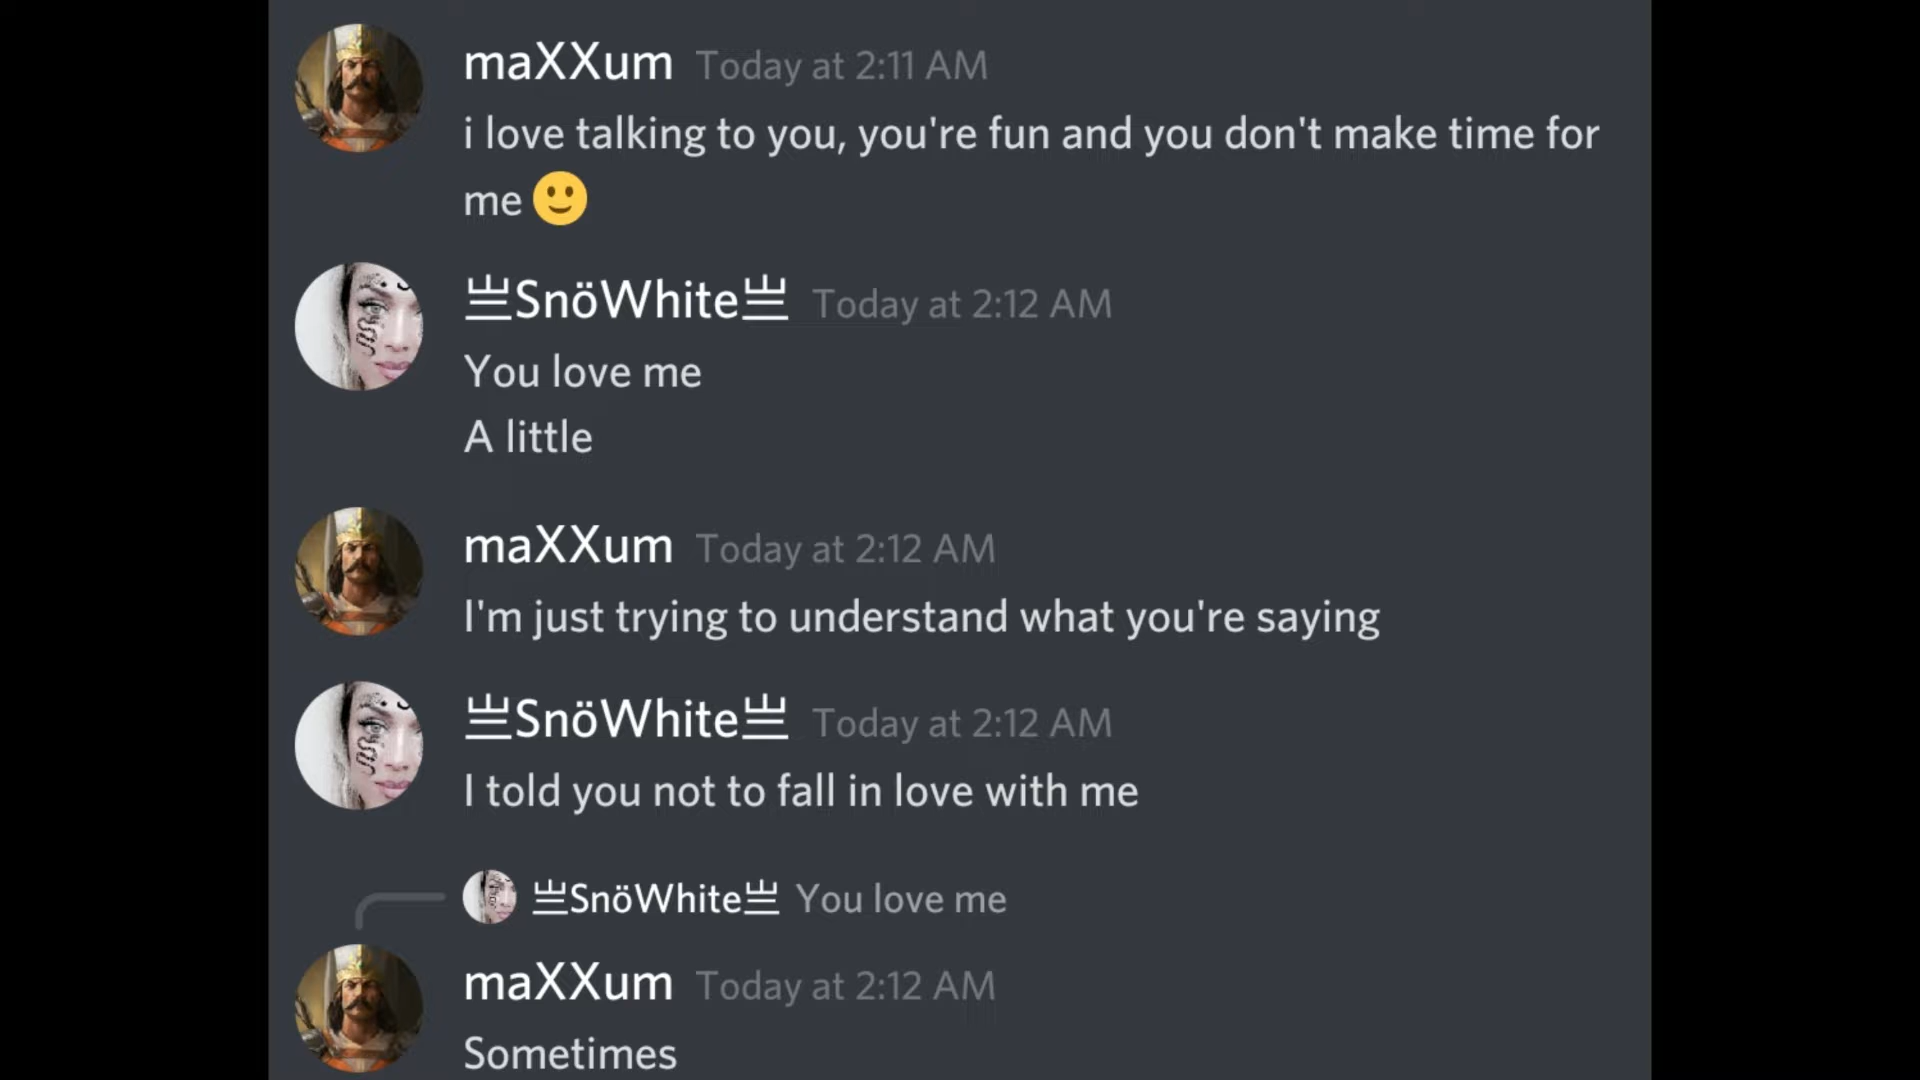 maXXum Today at 2:11 AM
i love talking to you, you're fun and you don't make time for
me 🙂
亗SnöWhite亗 Today at 2:12 AM
You love me
A little
maXXum Today at 2:12 AM
I'm just trying to understand what you're saying
亗SnöWhite亗 Today at 2:12 AM
I told you not to fall in love with me
亗SnöWhite亗 You love me
maXXum Today at 2:12 AM
Sometimes